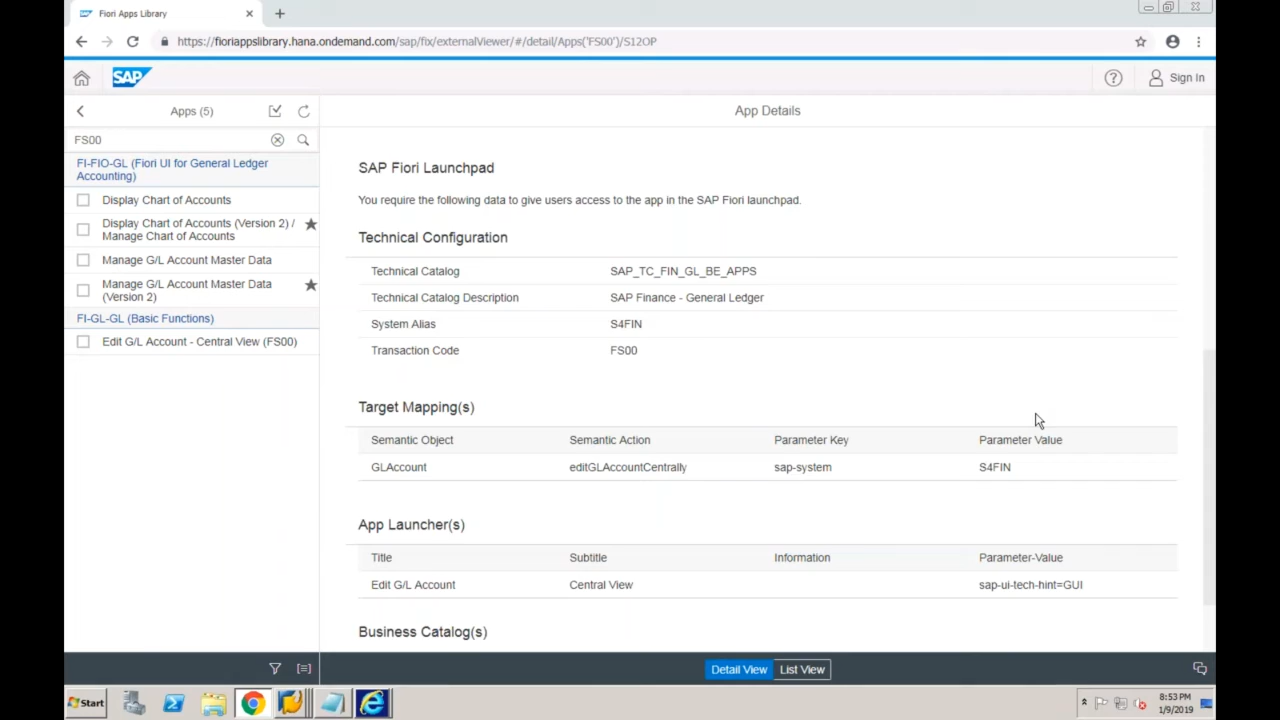 Fiori Apps Library
https://fioriappslibrary.hana.ondemand.com/sap/fix/externalViewer/#/detail/Apps('FS00')/S12OP
SAP
Sign In
Apps (5)
App Details
FS00
FI-FIO-GL (Fiori UI for General Ledger
Accounting)
Display Chart of Accounts
Display Chart of Accounts (Version 2) /
Manage Chart of Accounts
Manage G/L Account Master Data
Manage G/L Account Master Data
(Version 2)
FI-GL-GL (Basic Functions)
Edit G/L Account - Central View (FS00)
SAP Fiori Launchpad
You require the following data to give users access to the app in the SAP Fiori launchpad.
Technical Configuration
Technical Catalog SAP_TC_FIN_GL_BE_APPS
Technical Catalog Description SAP Finance - General Ledger
System Alias S4FIN
Transaction Code FS00
Target Mapping(s)
Semantic Object Semantic Action Parameter Key Parameter Value
GLAccount editGLAccountCentrally sap-system S4FIN
App Launcher(s)
Title Subtitle Information Parameter-Value
Edit G/L Account Central View sap-ui-tech-hint=GUI
Business Catalog(s)
Detail View List View
Start
8:53 PM
1/9/2019